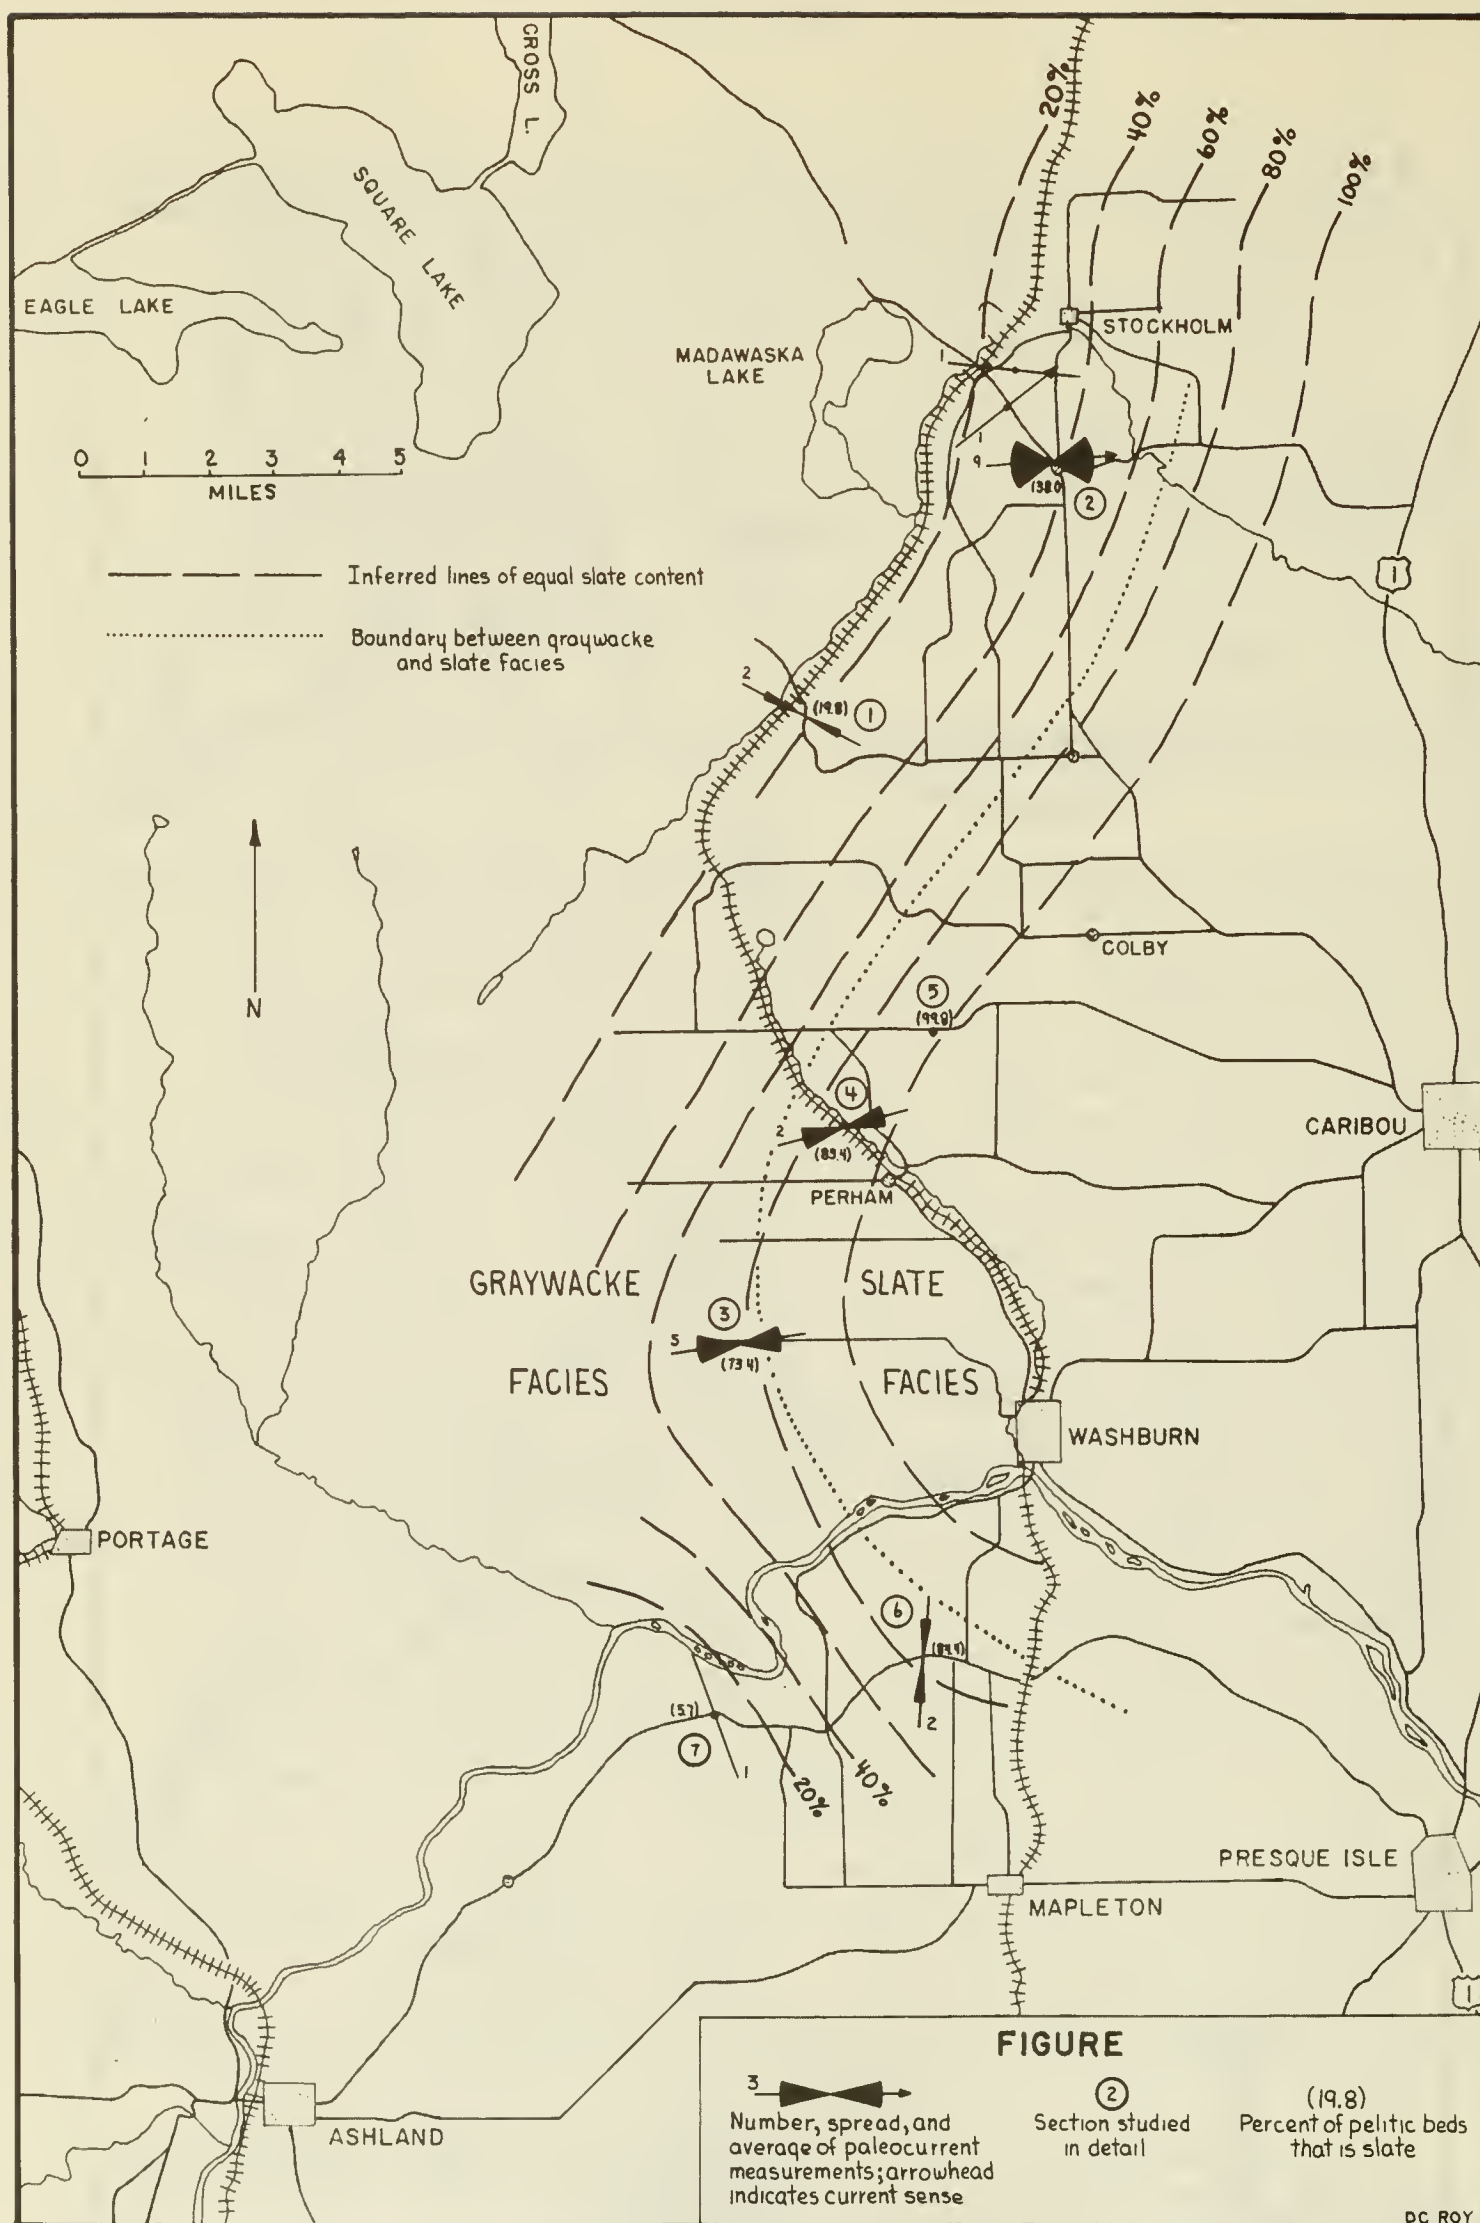 CROSS L.
20%
40%
60%
80%
100%
SQUARE LAKE
EAGLE LAKE
STOCKHOLM
MADAWASKA
LAKE
1
1
9
(38.0)
2
0 1 2 3 4 5
MILES
1
Inferred lines of equal slate content
Boundary between graywacke
and slate facies
2
(19.8)
1
N
COLBY
5
(99.8)
4
2
(83.4)
CARIBOU
PERHAM
GRAYWACKE
FACIES
SLATE
FACIES
3
5
(73.4)
WASHBURN
PORTAGE
6
2
(5.7)
7
1
20%
40%
PRESQUE ISLE
MAPLETON
1
ASHLAND
FIGURE
3
Number, spread, and
average of paleocurrent
measurements; arrowhead
indicates current sense
2
Section studied
in detail
(19.8)
Percent of pelitic beds
that is slate
DC ROY